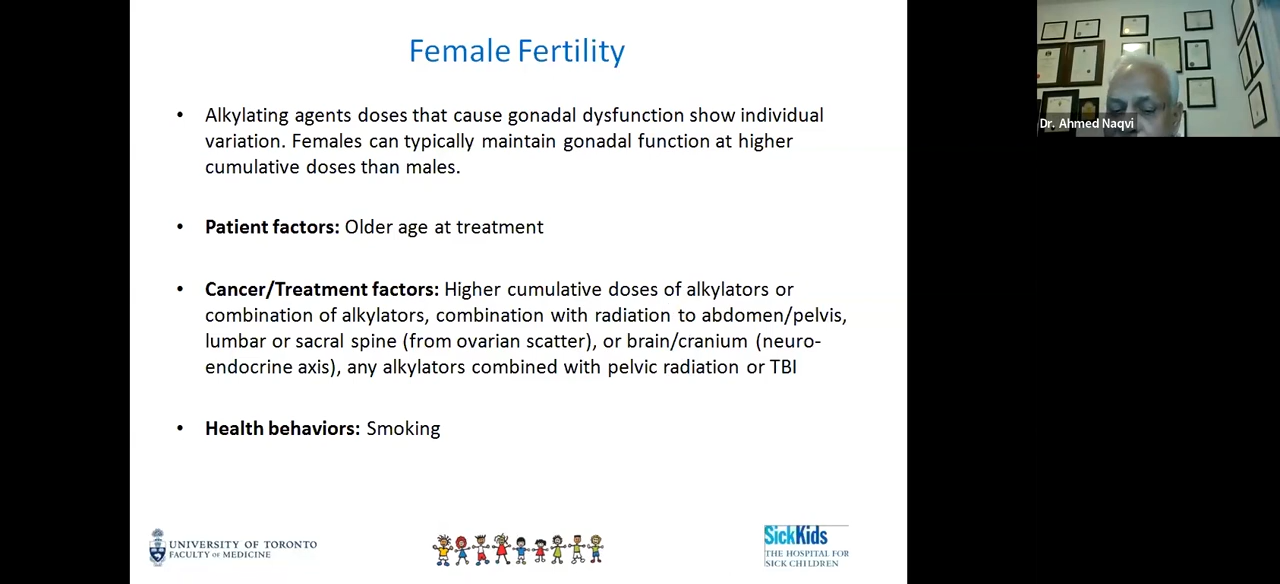 Female Fertility
• Alkylating agents doses that cause gonadal dysfunction show individual
variation. Females can typically maintain gonadal function at higher
cumulative doses than males.
• Patient factors: Older age at treatment
• Cancer/Treatment factors: Higher cumulative doses of alkylators or
combination of alkylators, combination with radiation to abdomen/pelvis,
lumbar or sacral spine (from ovarian scatter), or brain/cranium (neuro-
endocrine axis), any alkylators combined with pelvic radiation or TBI
• Health behaviors: Smoking
UNIVERSITY OF TORONTO
FACULTY OF MEDICINE
SickKids
THE HOSPITAL FOR
SICK CHILDREN
Dr. Ahmed Naqvi